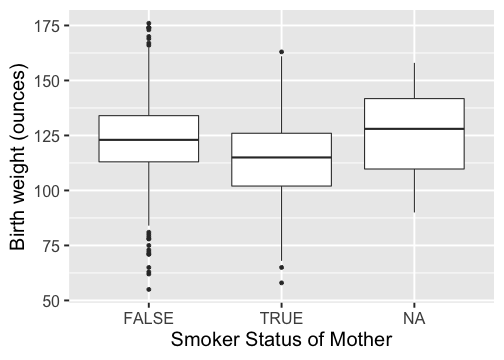 Birth weight (ounces)
175
150
125
100
75
50
FALSE TRUE NA
Smoker Status of Mother